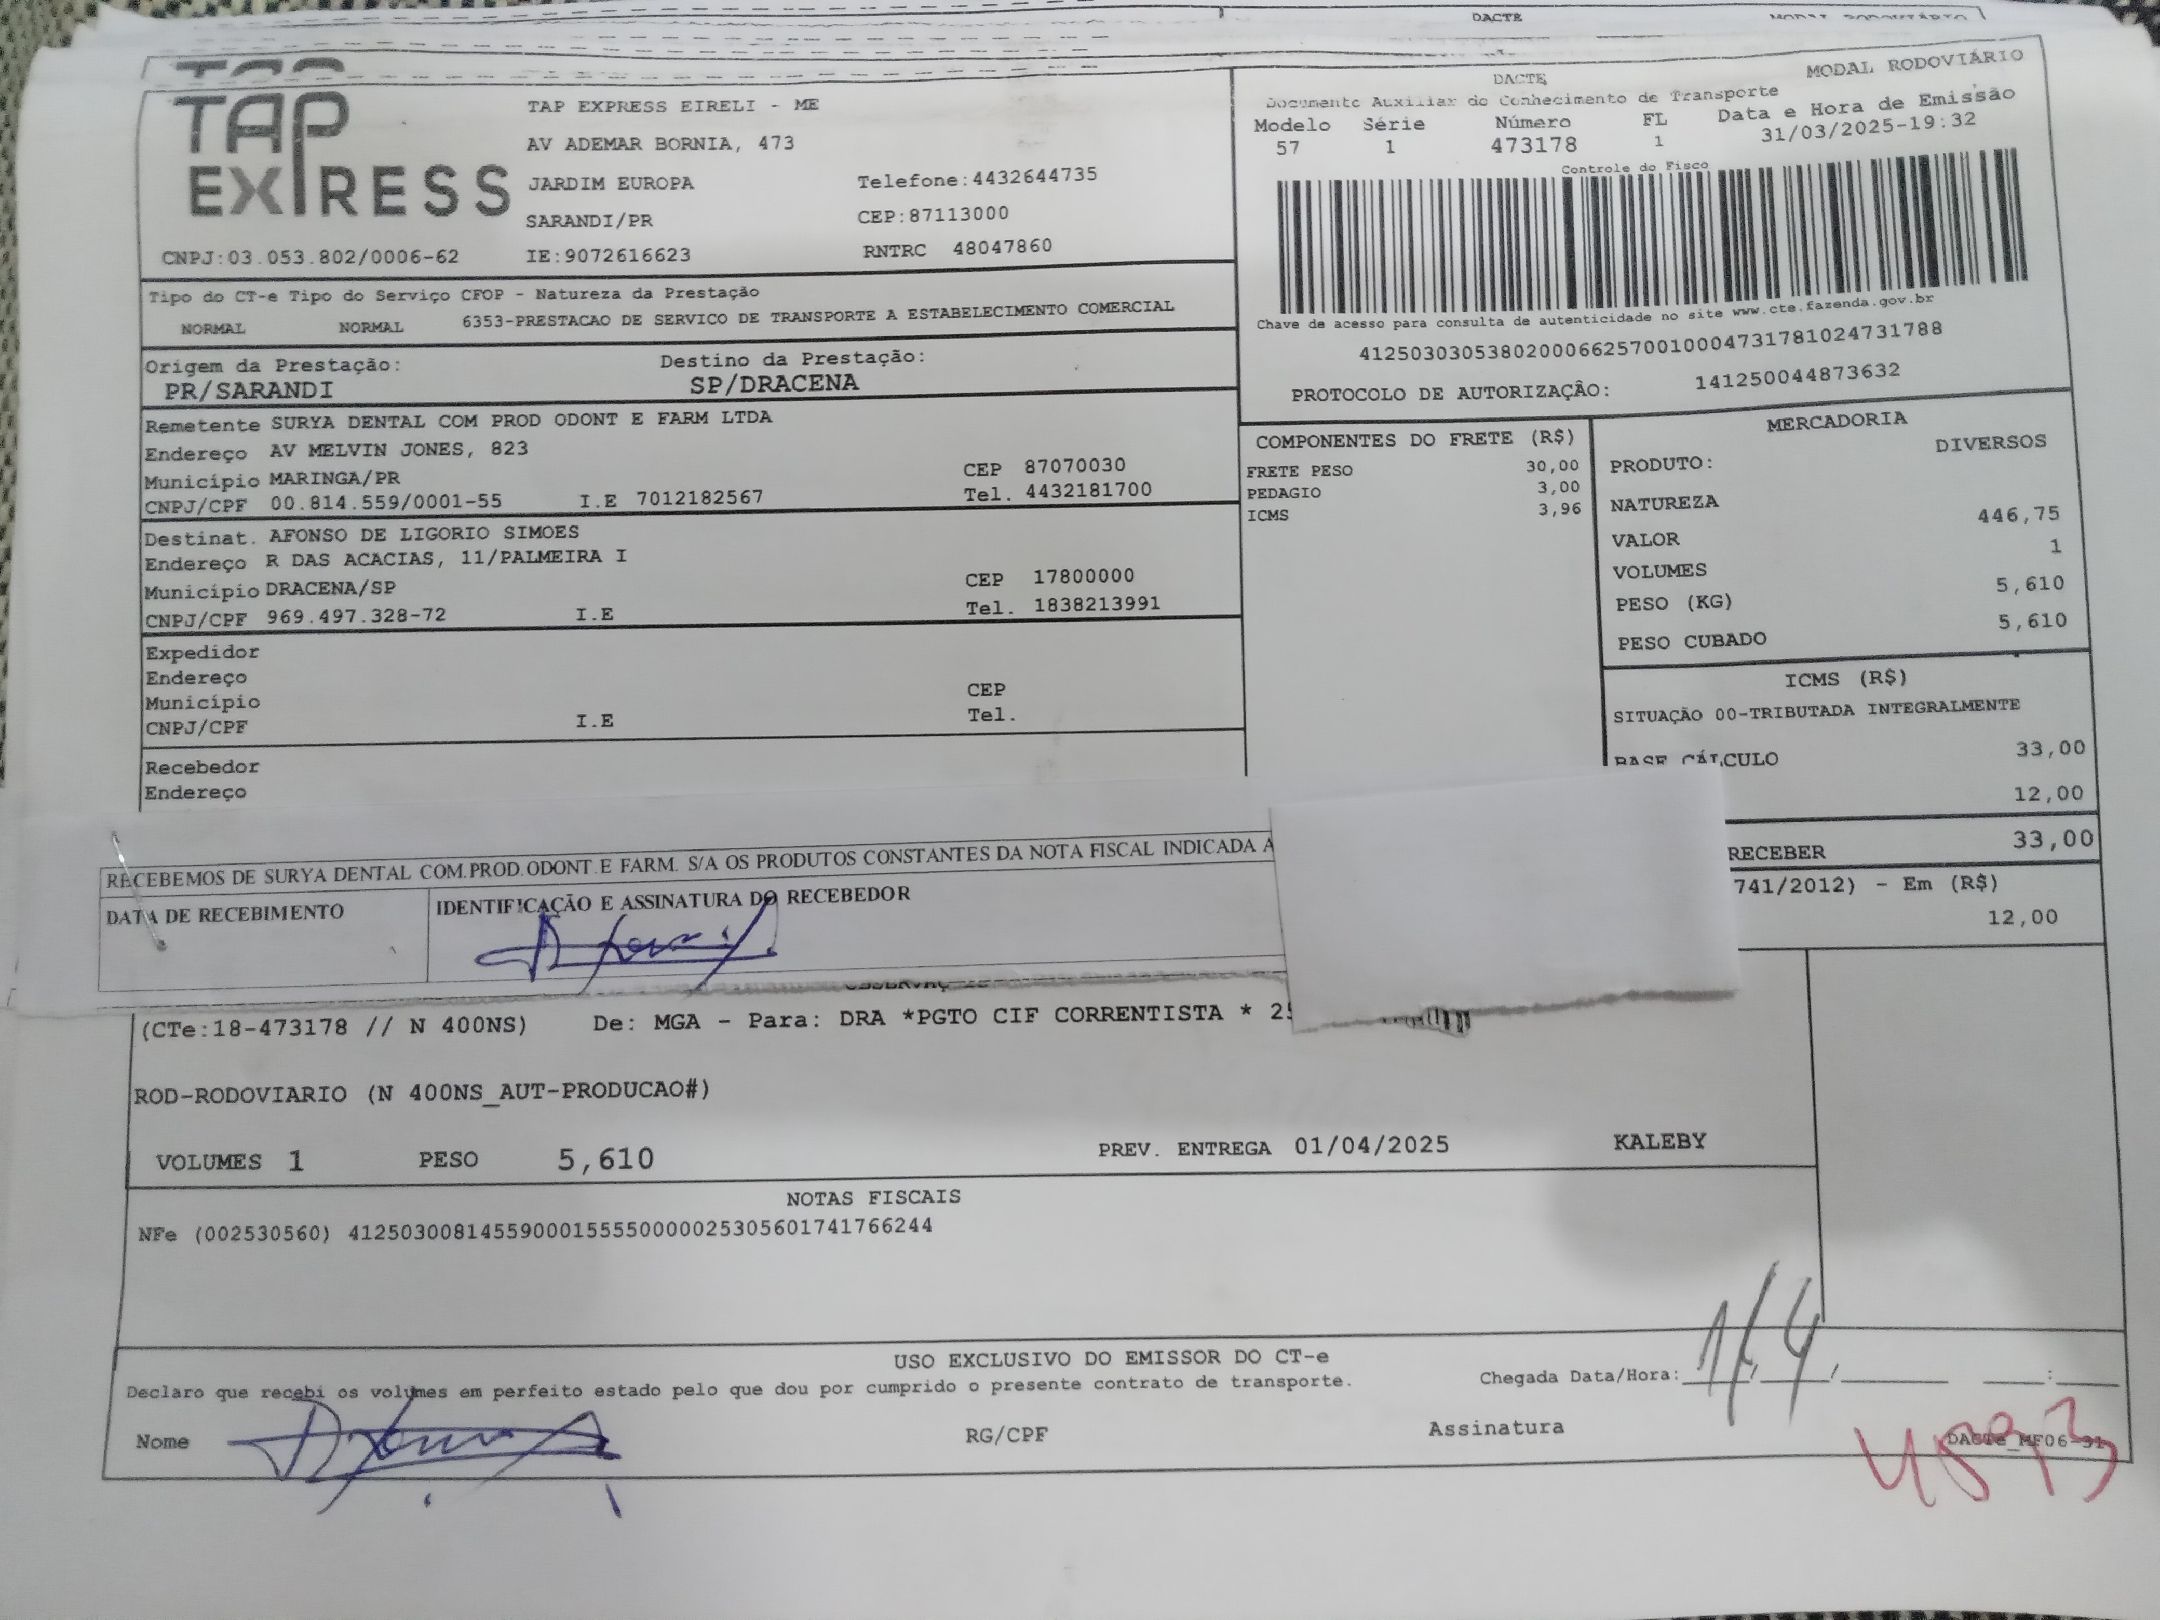 DACTE
TAP
EXPRESS
TAP EXPRESS EIRELI - ME
AV ADEMAR BORNIA, 473
JARDIM EUROPA Telefone:4432644735
SARANDI/PR CEP:87113000
CNPJ:03.053.802/0006-62 IE:9072616623 RNTRC 48047860
DACTE MODAL RODOVIÁRIO
Documento Auxiliar do Conhecimento de Transporte
Modelo Série Número FL Data e Hora de Emissão
57 1 473178 1 31/03/2025-19:32
Controle do Fisco
Chave de acesso para consulta de autenticidade no site www.cte.fazenda.gov.br
41250303053802000662570010004731781024731788
PROTOCOLO DE AUTORIZAÇÃO: 141250044873632
Tipo do CT-e Tipo do Serviço CFOP - Natureza da Prestação
NORMAL NORMAL 6353-PRESTACAO DE SERVICO DE TRANSPORTE A ESTABELECIMENTO COMERCIAL
Origem da Prestação: Destino da Prestação:
PR/SARANDI SP/DRACENA
Remetente SURYA DENTAL COM PROD ODONT E FARM LTDA
Endereço AV MELVIN JONES, 823
Município MARINGA/PR CEP 87070030
CNPJ/CPF 00.814.559/0001-55 I.E 7012182567 Tel. 4432181700
Destinat. AFONSO DE LIGORIO SIMOES
Endereço R DAS ACACIAS, 11/PALMEIRA I
Município DRACENA/SP CEP 17800000
CNPJ/CPF 969.497.328-72 I.E Tel. 1838213991
Expedidor
Endereço
Município CEP
CNPJ/CPF I.E Tel.
Recebedor
Endereço
COMPONENTES DO FRETE (R$)
FRETE PESO 30,00
PEDAGIO 3,00
ICMS 3,96
MERCADORIA
PRODUTO: DIVERSOS
NATUREZA
VALOR 446,75
VOLUMES 1
PESO (KG) 5,610
PESO CUBADO 5,610
ICMS (R$)
SITUAÇÃO 00-TRIBUTADA INTEGRALMENTE
BASE CÁLCULO 33,00
12,00
RECEBER 33,00
741/2012) - Em (R$)
12,00
RECEBEMOS DE SURYA DENTAL COM.PROD.ODONT.E FARM. S/A OS PRODUTOS CONSTANTES DA NOTA FISCAL INDICADA A
DATA DE RECEBIMENTO IDENTIFICAÇÃO E ASSINATURA DO RECEBEDOR
(CTe:18-473178 // N 400NS) De: MGA - Para: DRA *PGTO CIF CORRENTISTA *
ROD-RODOVIARIO (N 400NS_AUT-PRODUCAO#)
VOLUMES 1 PESO 5,610 PREV. ENTREGA 01/04/2025 KALEBY
NOTAS FISCAIS
NFe (002530560) 41250300814559000155550000025305601741766244
USO EXCLUSIVO DO EMISSOR DO CT-e
Declaro que recebi os volumes em perfeito estado pelo que dou por cumprido o presente contrato de transporte. Chegada Data/Hora: 1/4
Nome RG/CPF Assinatura
DACTe_MF06-31